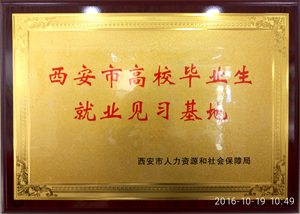 西安市高校毕业生
就业见习基地
西安市人力资源和社会保障局
2016-10-19 10:49